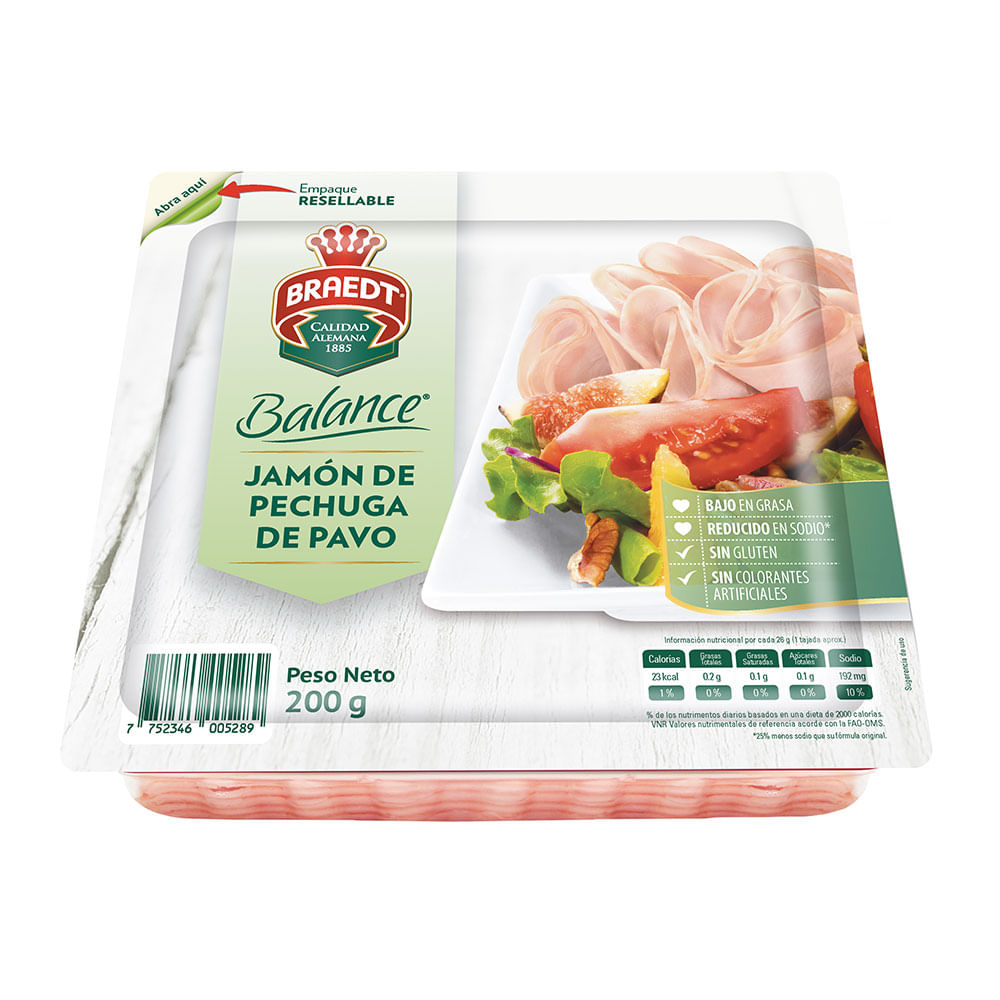 Abra aquí
Empaque
RESELLABLE
BRAEDT®
CALIDAD
ALEMANA
1885
Balance®
JAMÓN DE
PECHUGA
DE PAVO
BAJO EN GRASA
REDUCIDO EN SODIO*
SIN GLUTEN
SIN COLORANTES
ARTIFICIALES
Información nutricional por cada 26 g (1 tajada aprox.)
Calorías Grasas Totales Grasas Saturadas Azúcares Totales Sodio
23 kcal 0.2 g 0.1 g 0.1 g 192 mg
1 % 0 % 0 % 0 % 10 %
% de los nutrimentos diarios basados en una dieta de 2000 calorías.
VNR Valores nutrimentales de referencia acorde con la FAO-OMS.
*25% menos sodio que su fórmula original.
Sugerencia de uso
Peso Neto
200 g
7 752346 005289